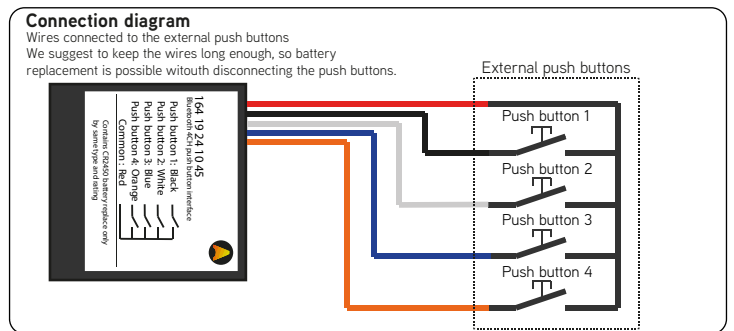 Connection diagram
Wires connected to the external push buttons
We suggest to keep the wires long enough, so battery
replacement is possible witouth disconnecting the push buttons.
External push buttons
Push button 1
Push button 2
Push button 3
Push button 4
164 19 24 10 45
Bluetooth 4CH push button interface
Push button 1: Black
Push button 2: White
Push button 3: Blue
Push button 4: Orange
Common : Red
Contains CR2450 battery replace only
by same type and rating